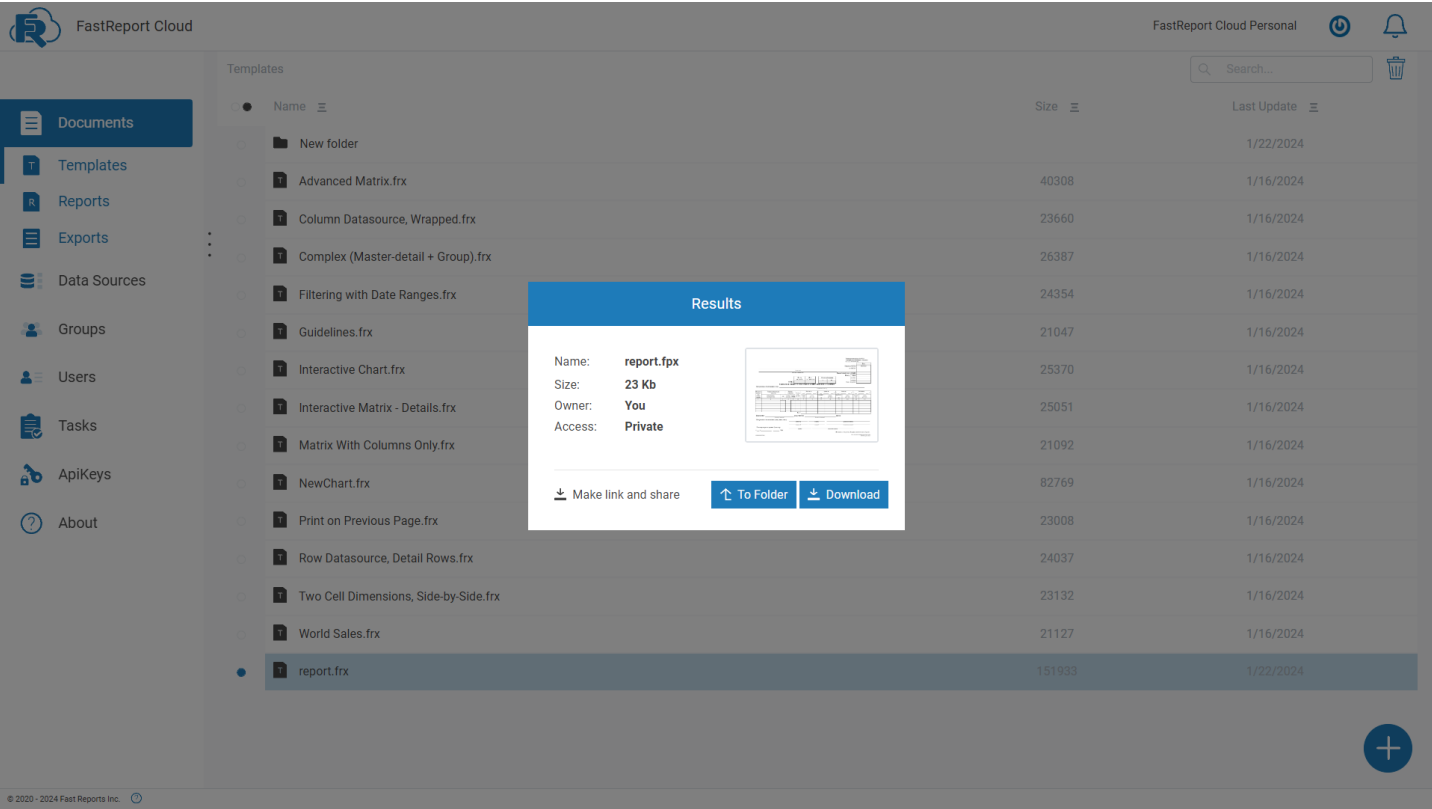 FastReport Cloud
FastReport Cloud Personal
Templates
Search...
Name
Size
Last Update
Documents
New folder
1/22/2024
Templates
Advanced Matrix.frx
40308
1/16/2024
Reports
Column Datasource, Wrapped.frx
23660
1/16/2024
Exports
Complex (Master-detail + Group).frx
26387
1/16/2024
Data Sources
Filtering with Date Ranges.frx
24354
1/16/2024
Groups
Guidelines.frx
21047
1/16/2024
Users
Interactive Chart.frx
25370
1/16/2024
Interactive Matrix - Details.frx
25051
1/16/2024
Tasks
Matrix With Columns Only.frx
21092
1/16/2024
ApiKeys
NewChart.frx
82769
1/16/2024
About
Print on Previous Page.frx
23008
1/16/2024
Row Datasource, Detail Rows.frx
24037
1/16/2024
Two Cell Dimensions, Side-by-Side.frx
23132
1/16/2024
World Sales.frx
21127
1/16/2024
report.frx
151933
1/22/2024
Results
Name: report.fpx
Size: 23 Kb
Owner: You
Access: Private
Make link and share
To Folder
Download
© 2020 - 2024 Fast Reports Inc.